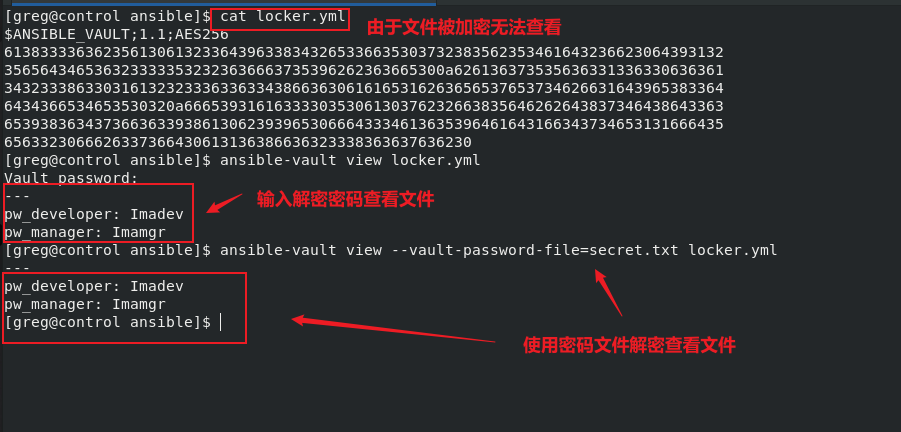 [greg@control ansible]$ cat locker.yml
由于文件被加密无法查看
$ANSIBLE_VAULT;1.1;AES256
61383333636235613061323364396338343265336635303732383562353461643236623064393132
3565643465363233333532323636663735396262363665300a626136373535636331336330636361
34323338633031613232333633633438663630616165316263656537653734626631643965383364
6434366534653530320a666539316163333035306130376232663835646262643837346438643363
65393836343736636339386130623939653066643334613635396461643166343734653131666435
6563323066626337366430613136386636323338363637636230
[greg@control ansible]$ ansible-vault view locker.yml
Vault password:
---
输入解密密码查看文件
pw_developer: Imadev
pw_manager: Imamgr
[greg@control ansible]$ ansible-vault view --vault-password-file=secret.txt locker.yml
---
pw_developer: Imadev
pw_manager: Imamgr
[greg@control ansible]$
使用密码文件解密查看文件